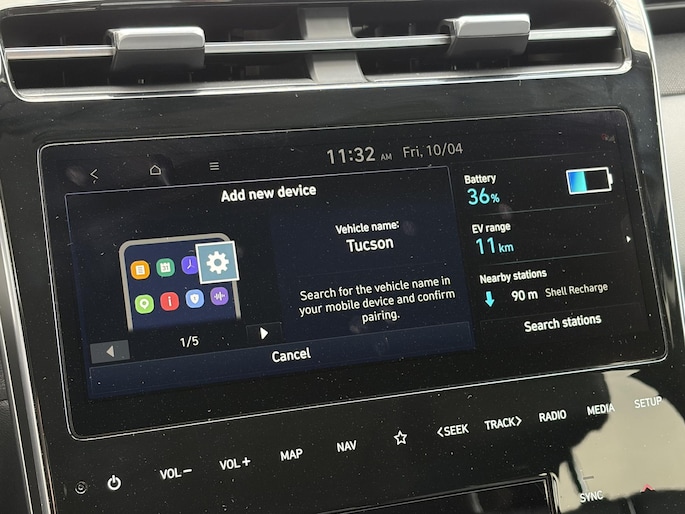 11:32 AM Fri, 10/04
Add new device
Vehicle name:
Tucson
Search for the vehicle name in
your mobile device and confirm
pairing.
1/5
Cancel
Battery
36%
EV range
11 km
Nearby stations
90 m Shell Recharge
Search stations
VOL− VOL+ MAP NAV <SEEK TRACK> RADIO MEDIA SETUP
SYNC